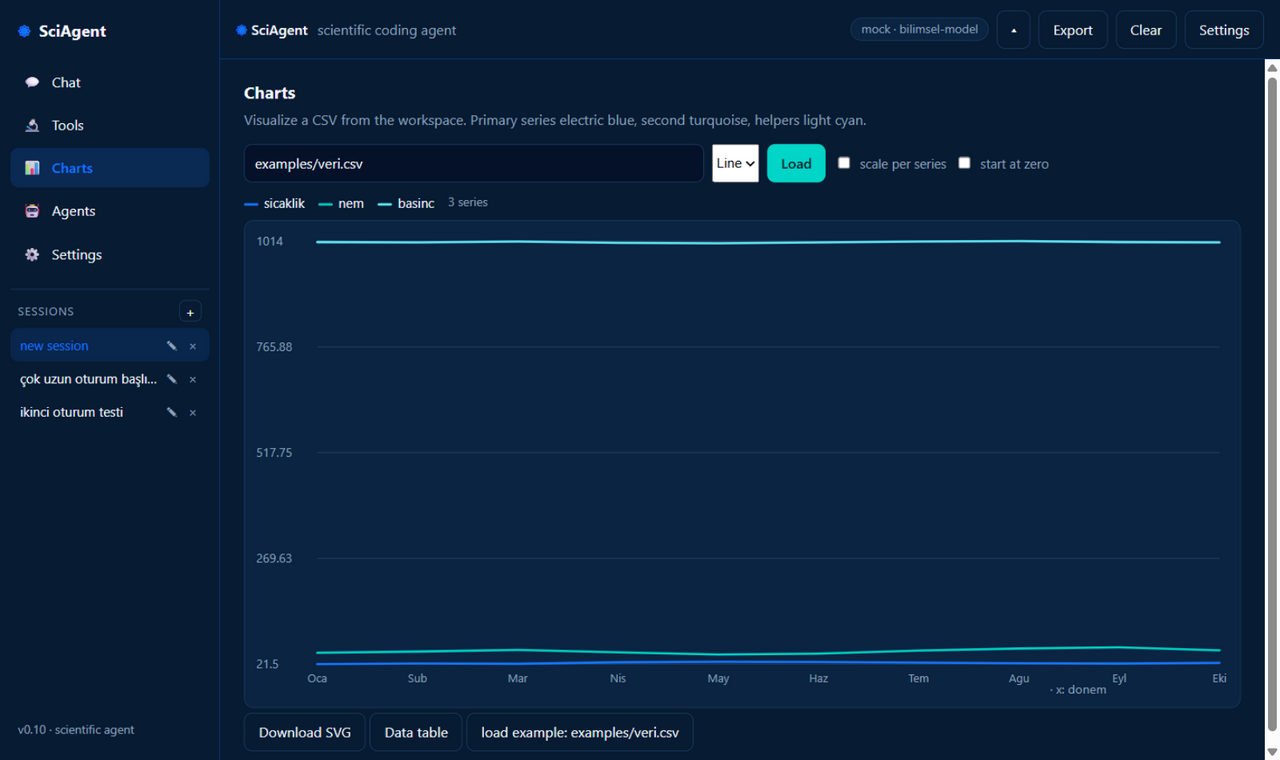 SciAgent
Chat
Tools
Charts
Agents
Settings
SESSIONS +
new session ×
çok uzun oturum başlı... ×
ikinci oturum testi ×
v0.10 · scientific agent
SciAgent scientific coding agent
mock · bilimsel-model
Export
Clear
Settings
Charts
Visualize a CSV from the workspace. Primary series electric blue, second turquoise, helpers light cyan.
examples/veri.csv
Line
Load
scale per series
start at zero
sicaklik nem basinc 3 series
1014
765.88
517.75
269.63
21.5
Oca Sub Mar Nis May Haz Tem Agu Eyl Eki
· x: donem
Download SVG
Data table
load example: examples/veri.csv